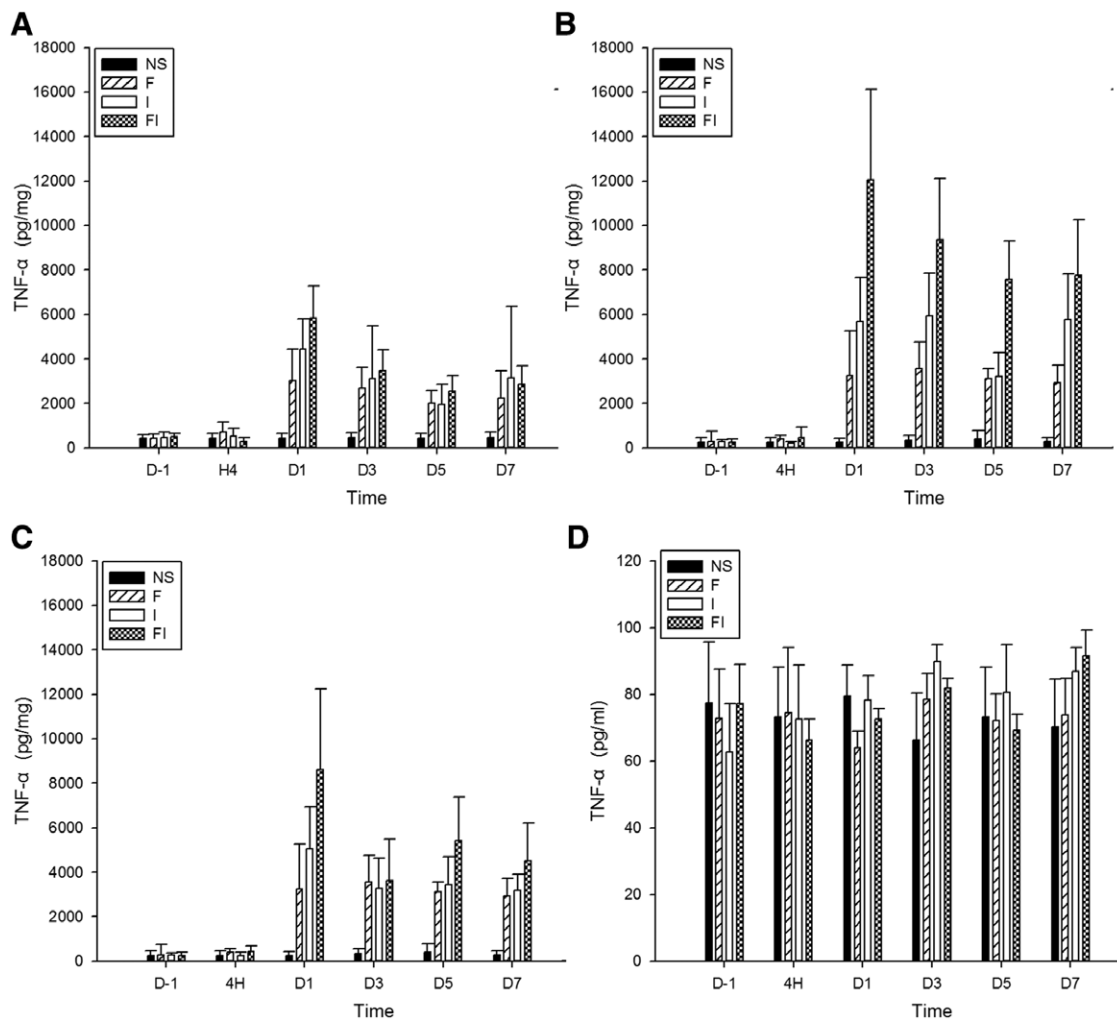 A
18000
16000
14000
12000
10000
8000
6000
4000
2000
0
TNF-α (pg/mg)
NS
F
I
FI
D-1 H4 D1 D3 D5 D7
Time
B
18000
16000
14000
12000
10000
8000
6000
4000
2000
0
TNF-α (pg/mg)
NS
F
I
FI
D-1 4H D1 D3 D5 D7
Time
C
18000
16000
14000
12000
10000
8000
6000
4000
2000
0
TNF-α (pg/mg)
NS
F
I
FI
D-1 4H D1 D3 D5 D7
Time
D
120
100
80
60
40
20
0
TNF-α (pg/ml)
NS
F
I
FI
D-1 4H D1 D3 D5 D7
Time